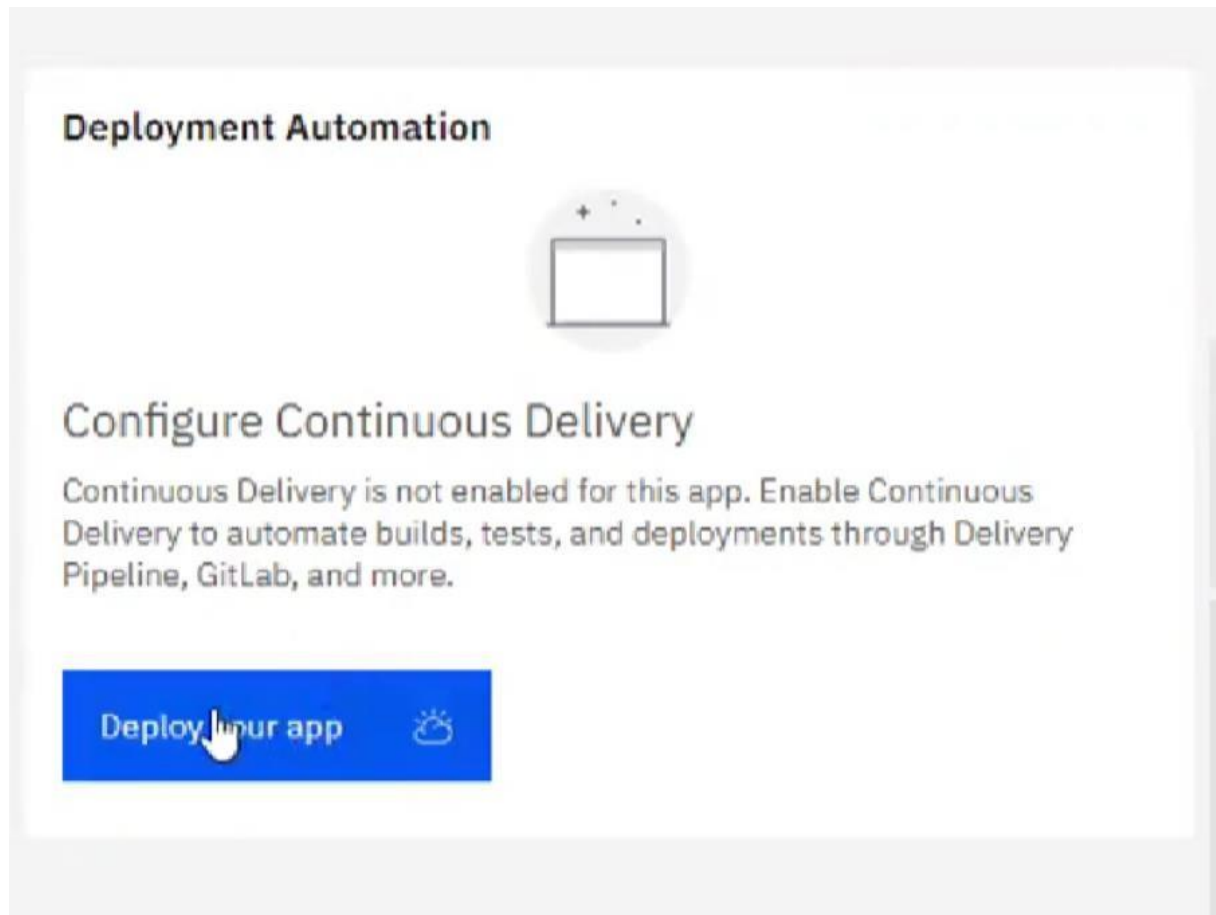 Deployment Automation
Configure Continuous Delivery
Continuous Delivery is not enabled for this app. Enable Continuous
Delivery to automate builds, tests, and deployments through Delivery
Pipeline, GitLab, and more.
Deploy your app